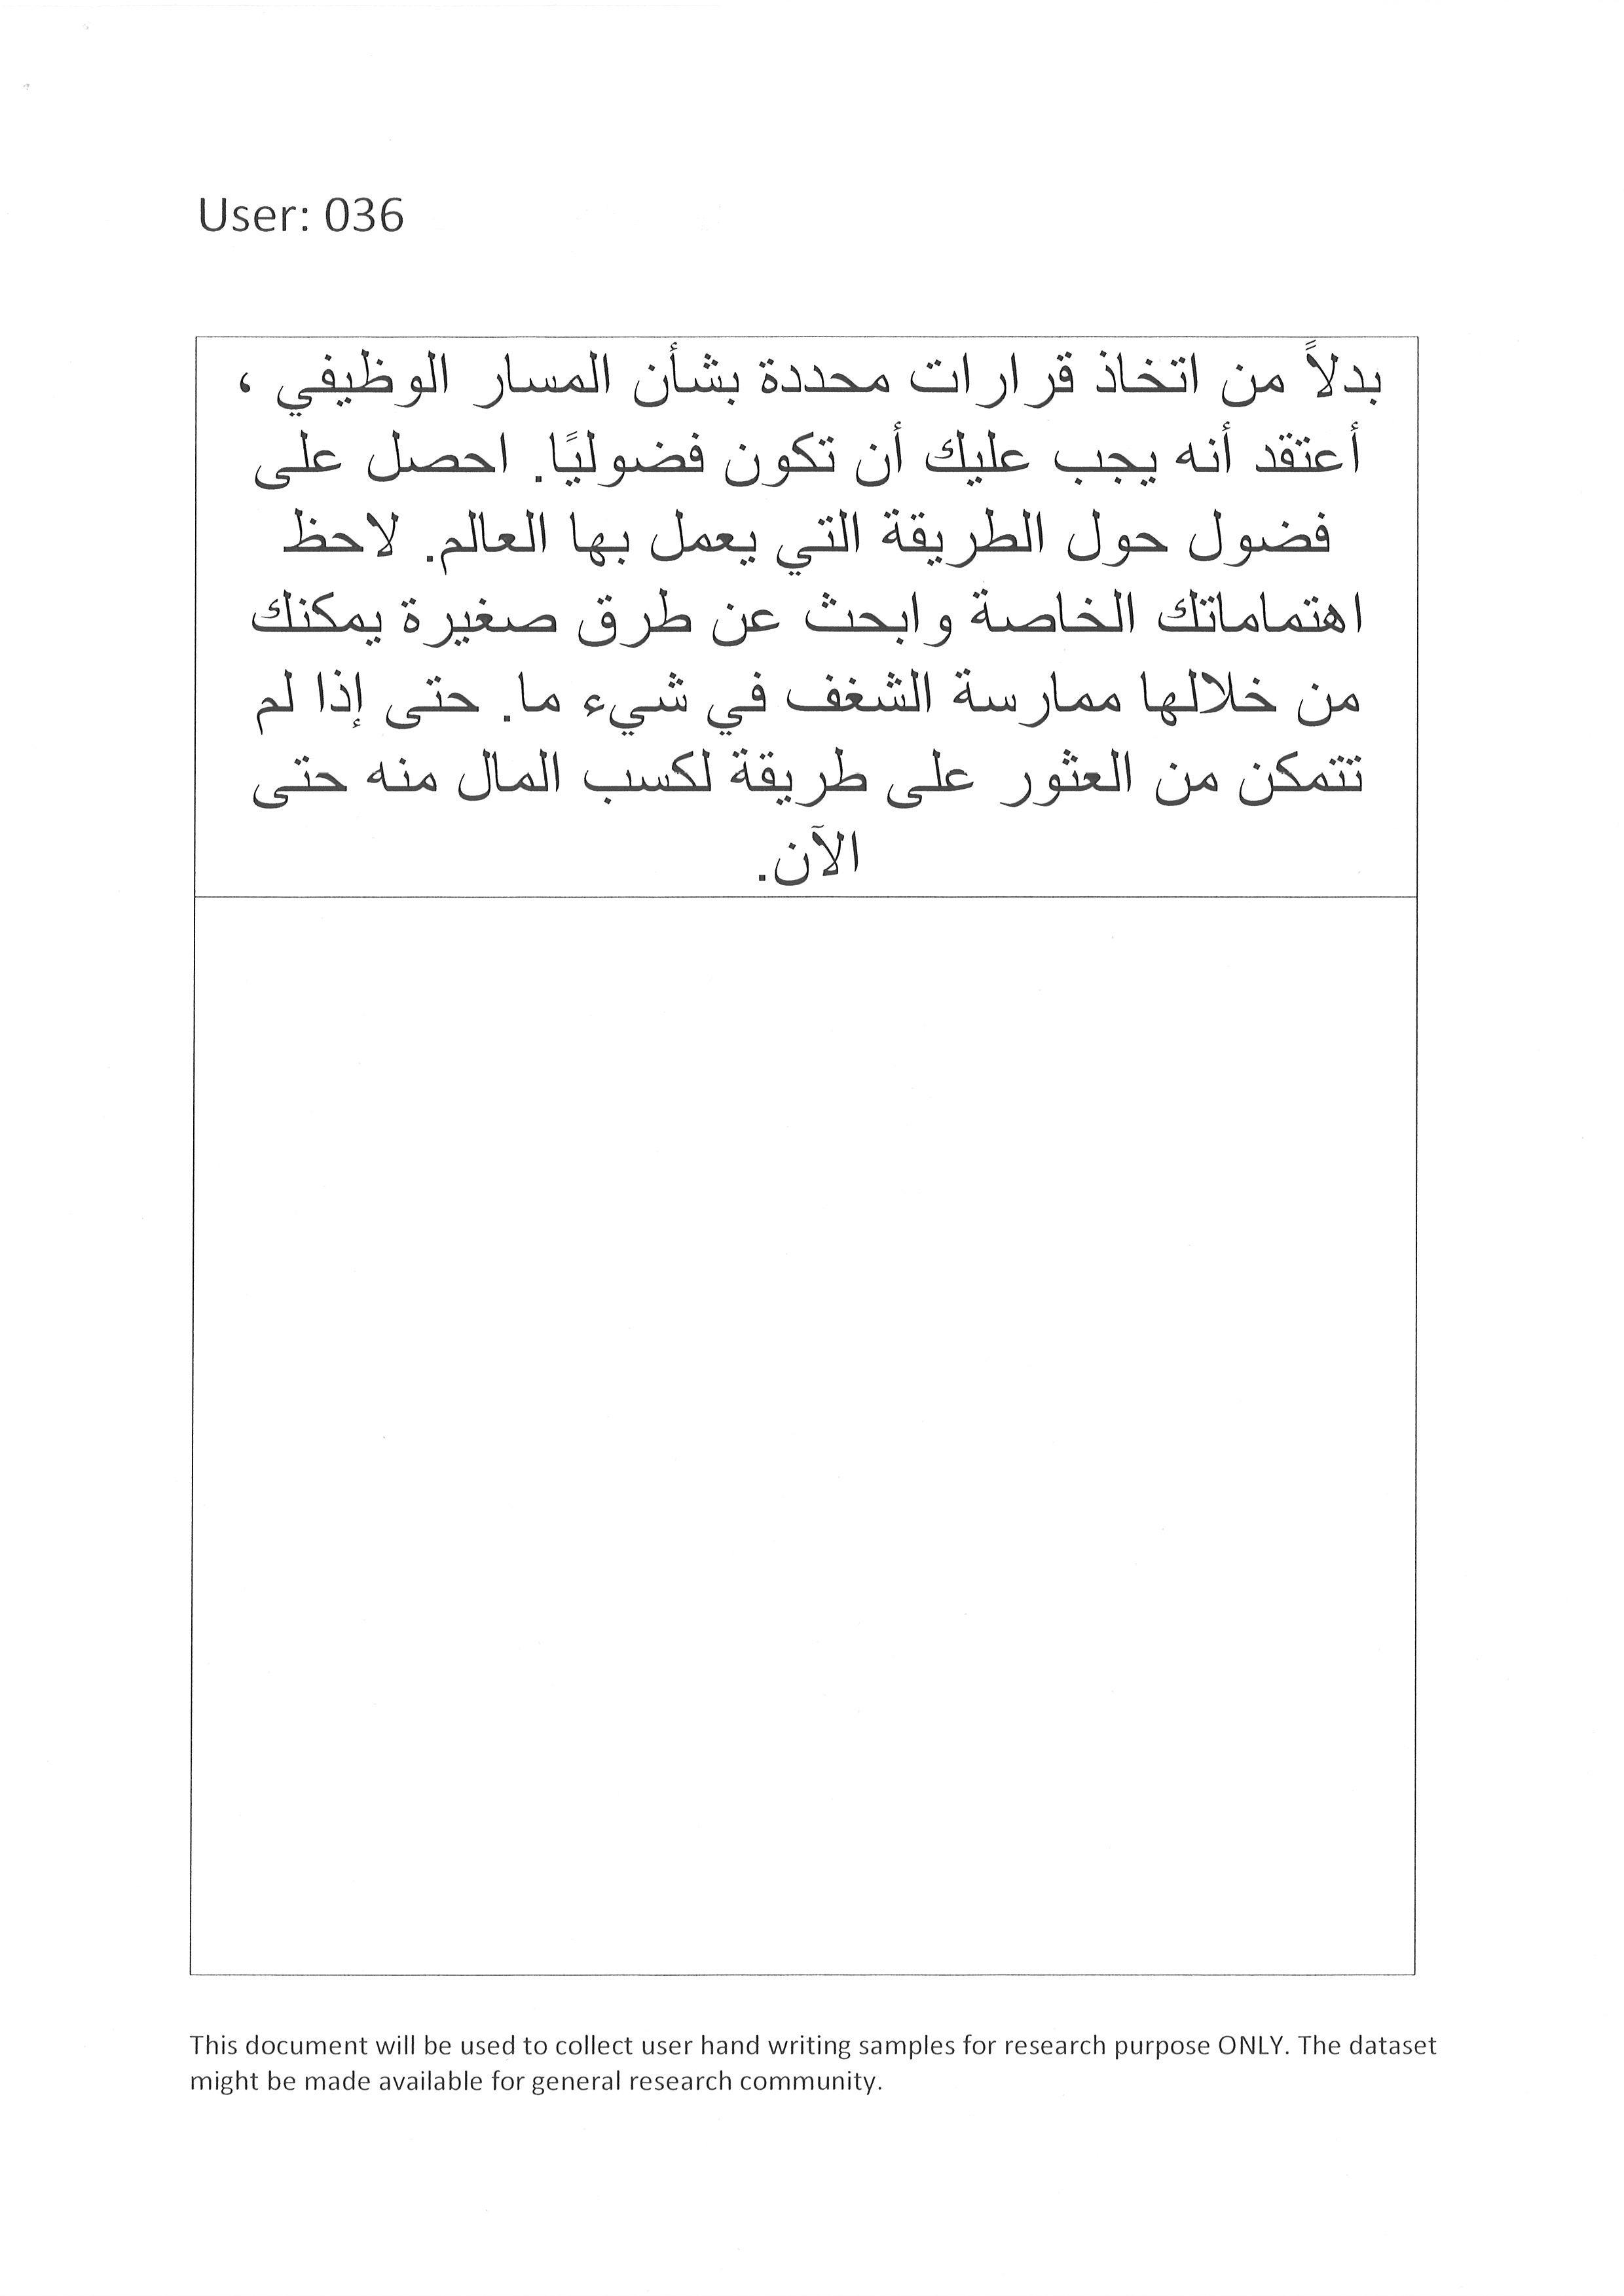 User: 036
بدلاً من اتخاذ قرارات محددة بشأن المسار الوظيفي ،
أعتقد أنه يجب عليك أن تكون فضوليًا. احصل على
فضول حول الطريقة التي يعمل بها العالم. لاحظ
اهتماماتك الخاصة وابحث عن طرق صغيرة يمكنك
من خلالها ممارسة الشغف في شيء ما. حتى إذا لم
تتمكن من العثور على طريقة لكسب المال منه حتى
الآن.
This document will be used to collect user hand writing samples for research purpose ONLY. The dataset
might be made available for general research community.